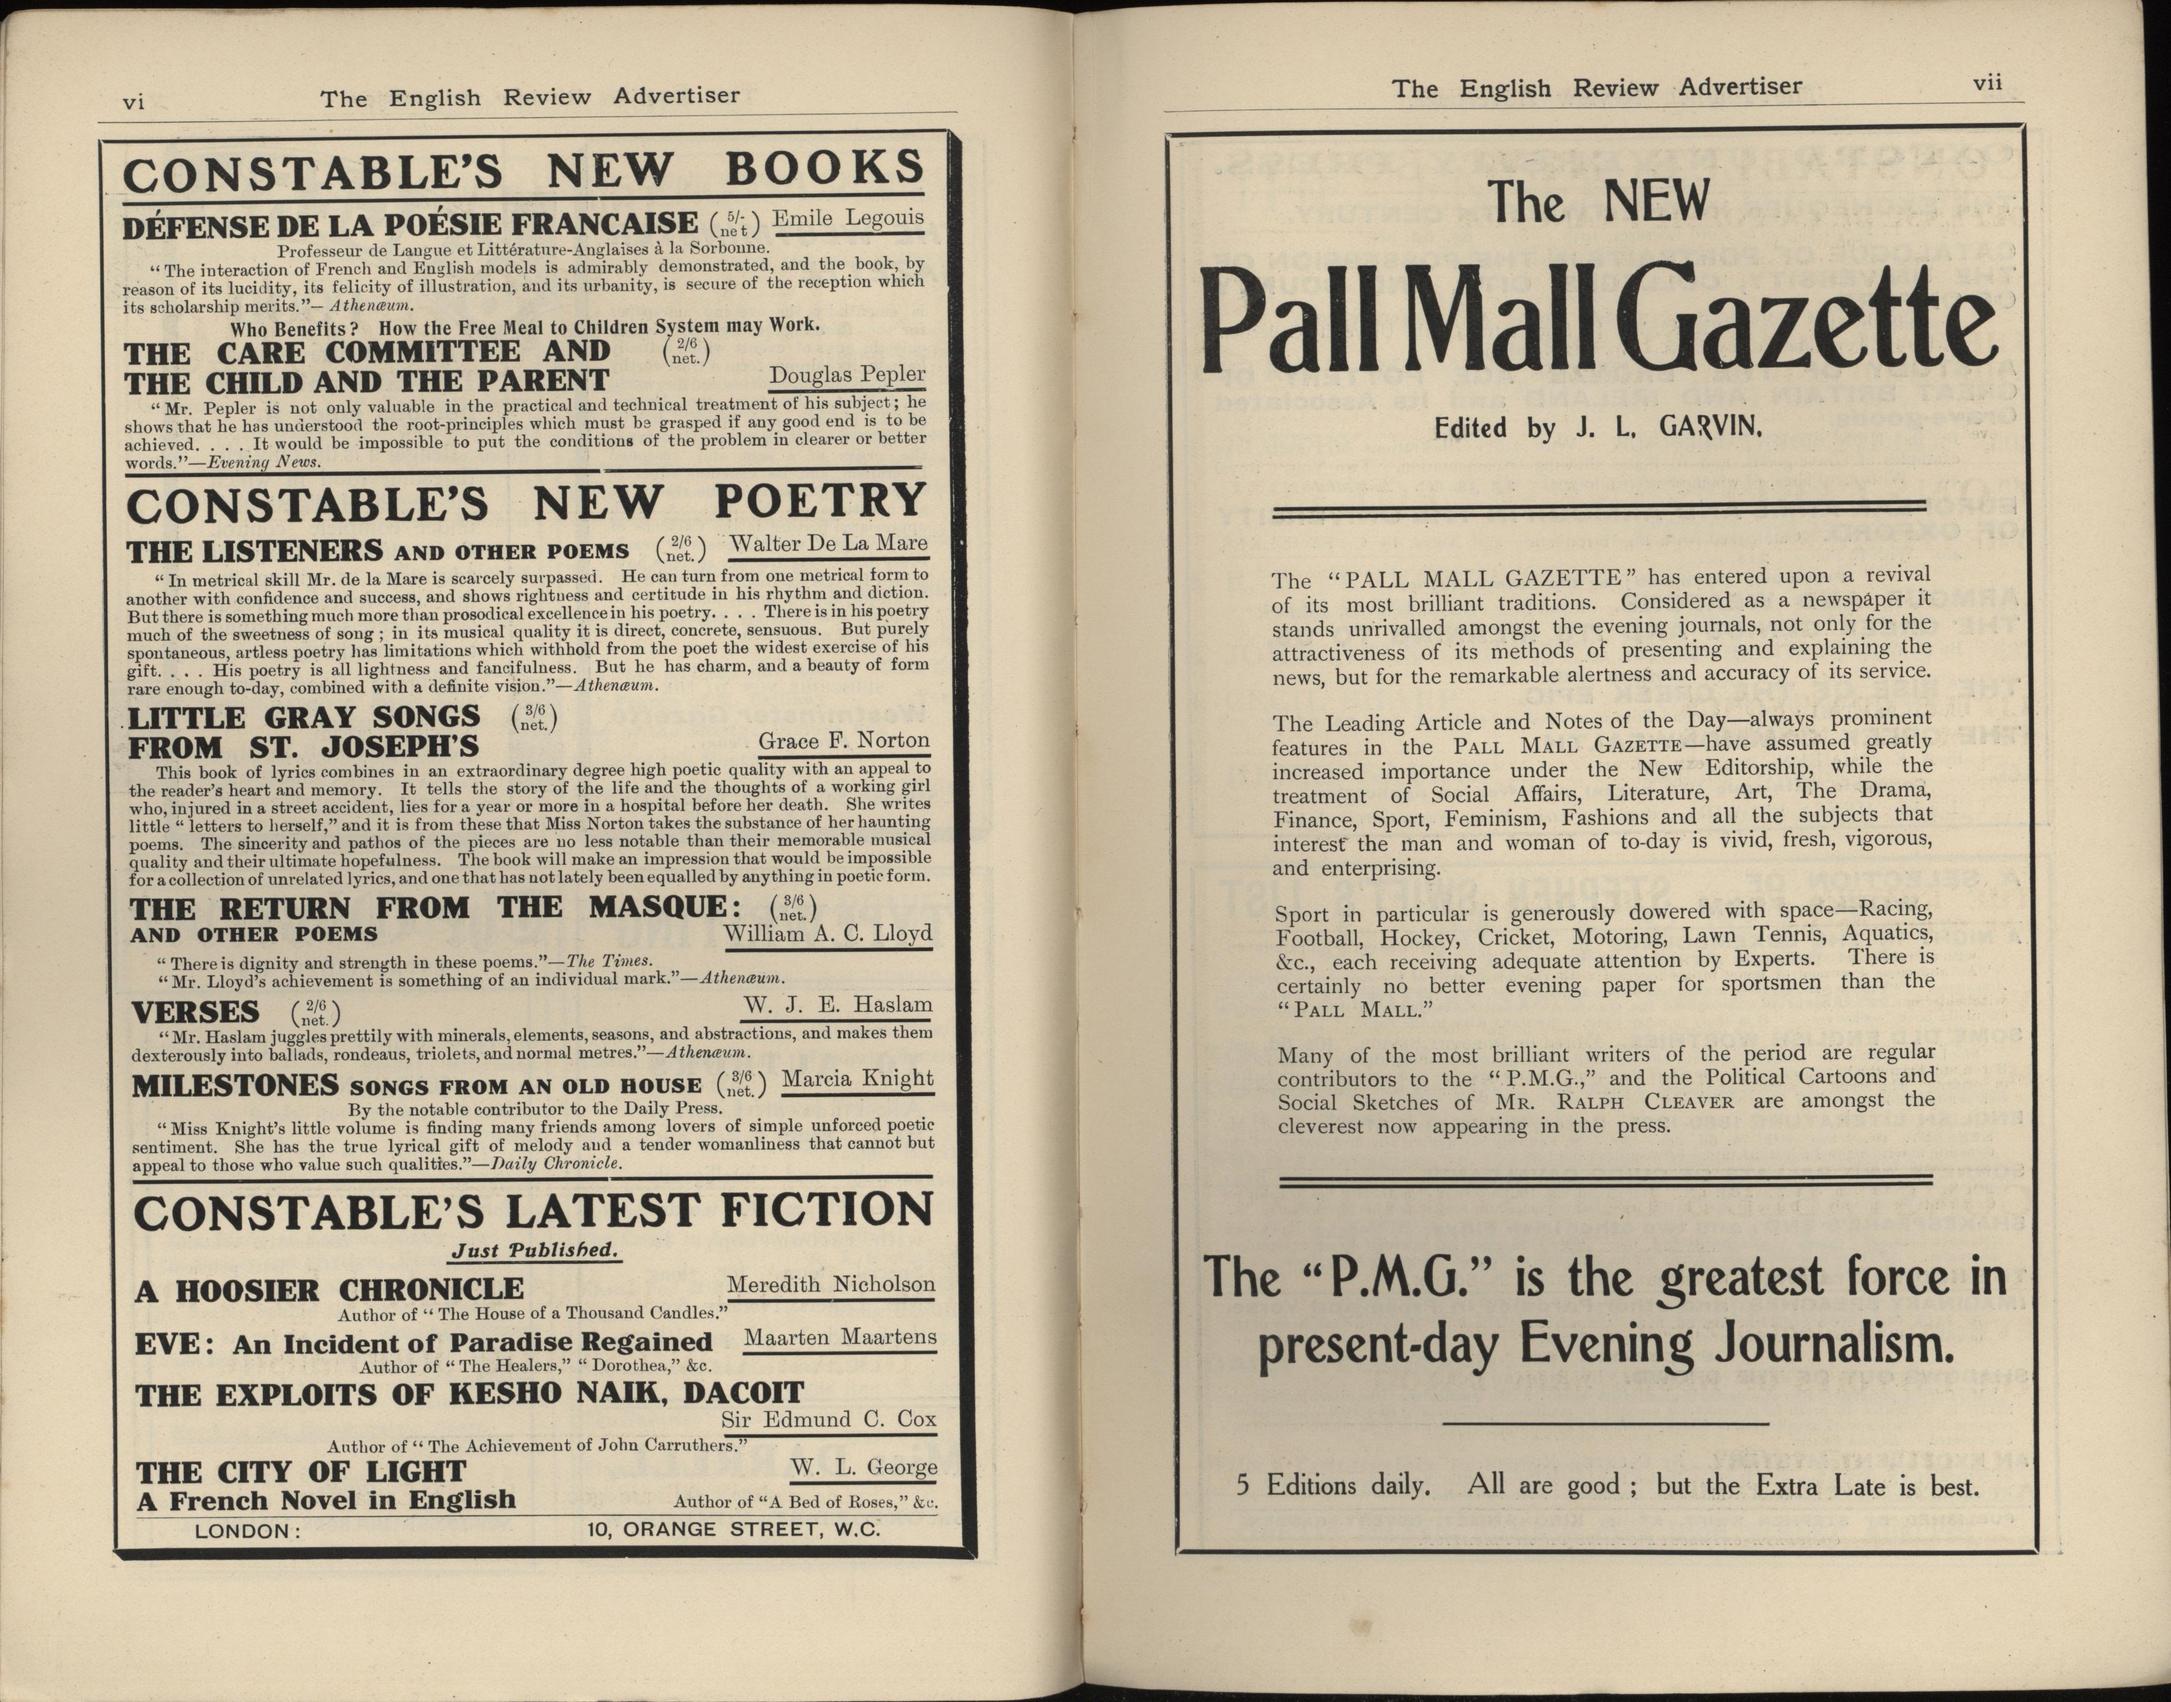 vi
The English Review Advertiser
CONSTABLE'S NEW BOOKS
DÉFENSE DE LA POÉSIE FRANCAISE (5/- net) Emile Legouis
Professeur de Langue et Littérature-Anglaises à la Sorbonne.
"The interaction of French and English models is admirably demonstrated, and the book, by
reason of its lucidity, its felicity of illustration, and its urbanity, is secure of the reception which
its scholarship merits."—Athenæum.
Who Benefits? How the Free Meal to Children System may Work.
THE CARE COMMITTEE AND (2/6 net.)
THE CHILD AND THE PARENT Douglas Pepler
"Mr. Pepler is not only valuable in the practical and technical treatment of his subject; he
shows that he has understood the root-principles which must be grasped if any good end is to be
achieved. . . . It would be impossible to put the conditions of the problem in clearer or better
words."—Evening News.
CONSTABLE'S NEW POETRY
THE LISTENERS AND OTHER POEMS (2/6 net.) Walter De La Mare
"In metrical skill Mr. de la Mare is scarcely surpassed. He can turn from one metrical form to
another with confidence and success, and shows rightness and certitude in his rhythm and diction.
But there is something much more than prosodical excellence in his poetry. . . . There is in his poetry
much of the sweetness of song; in its musical quality it is direct, concrete, sensuous. But purely
spontaneous, artless poetry has limitations which withhold from the poet the widest exercise of his
gift. . . . His poetry is all lightness and fancifulness. But he has charm, and a beauty of form
rare enough to-day, combined with a definite vision."—Athenæum.
LITTLE GRAY SONGS (3/6 net.)
FROM ST. JOSEPH'S Grace F. Norton
This book of lyrics combines in an extraordinary degree high poetic quality with an appeal to
the reader's heart and memory. It tells the story of the life and the thoughts of a working girl
who, injured in a street accident, lies for a year or more in a hospital before her death. She writes
little "letters to herself," and it is from these that Miss Norton takes the substance of her haunting
poems. The sincerity and pathos of the pieces are no less notable than their memorable musical
quality and their ultimate hopefulness. The book will make an impression that would be impossible
for a collection of unrelated lyrics, and one that has not lately been equalled by anything in poetic form.
THE RETURN FROM THE MASQUE: (3/6 net.)
AND OTHER POEMS William A. C. Lloyd
"There is dignity and strength in these poems."—The Times.
"Mr. Lloyd's achievement is something of an individual mark."—Athenæum.
VERSES (2/6 net.) W. J. E. Haslam
"Mr. Haslam juggles prettily with minerals, elements, seasons, and abstractions, and makes them
dexterously into ballads, rondeaus, triolets, and normal metres."—Athenæum.
MILESTONES SONGS FROM AN OLD HOUSE (3/6 net.) Marcia Knight
By the notable contributor to the Daily Press.
"Miss Knight's little volume is finding many friends among lovers of simple unforced poetic
sentiment. She has the true lyrical gift of melody and a tender womanliness that cannot but
appeal to those who value such qualities."—Daily Chronicle.
CONSTABLE'S LATEST FICTION
Just Published.
A HOOSIER CHRONICLE Meredith Nicholson
Author of "The House of a Thousand Candles."
EVE: An Incident of Paradise Regained Maarten Maartens
Author of "The Healers," "Dorothea," &c.
THE EXPLOITS OF KESHO NAIK, DACOIT
Sir Edmund C. Cox
Author of "The Achievement of John Carruthers."
THE CITY OF LIGHT W. L. George
A French Novel in English Author of "A Bed of Roses," &c.
LONDON: 10, ORANGE STREET, W.C.
The English Review Advertiser
vii
The NEW
Pall Mall Gazette
Edited by J. L. GARVIN.
The "PALL MALL GAZETTE" has entered upon a revival
of its most brilliant traditions. Considered as a newspaper it
stands unrivalled amongst the evening journals, not only for the
attractiveness of its methods of presenting and explaining the
news, but for the remarkable alertness and accuracy of its service.
The Leading Article and Notes of the Day—always prominent
features in the PALL MALL GAZETTE—have assumed greatly
increased importance under the New Editorship, while the
treatment of Social Affairs, Literature, Art, The Drama,
Finance, Sport, Feminism, Fashions and all the subjects that
interest the man and woman of to-day is vivid, fresh, vigorous,
and enterprising.
Sport in particular is generously dowered with space—Racing,
Football, Hockey, Cricket, Motoring, Lawn Tennis, Aquatics,
&c., each receiving adequate attention by Experts. There is
certainly no better evening paper for sportsmen than the
"PALL MALL."
Many of the most brilliant writers of the period are regular
contributors to the "P.M.G.," and the Political Cartoons and
Social Sketches of MR. RALPH CLEAVER are amongst the
cleverest now appearing in the press.
The "P.M.G." is the greatest force in
present-day Evening Journalism.
5 Editions daily. All are good; but the Extra Late is best.